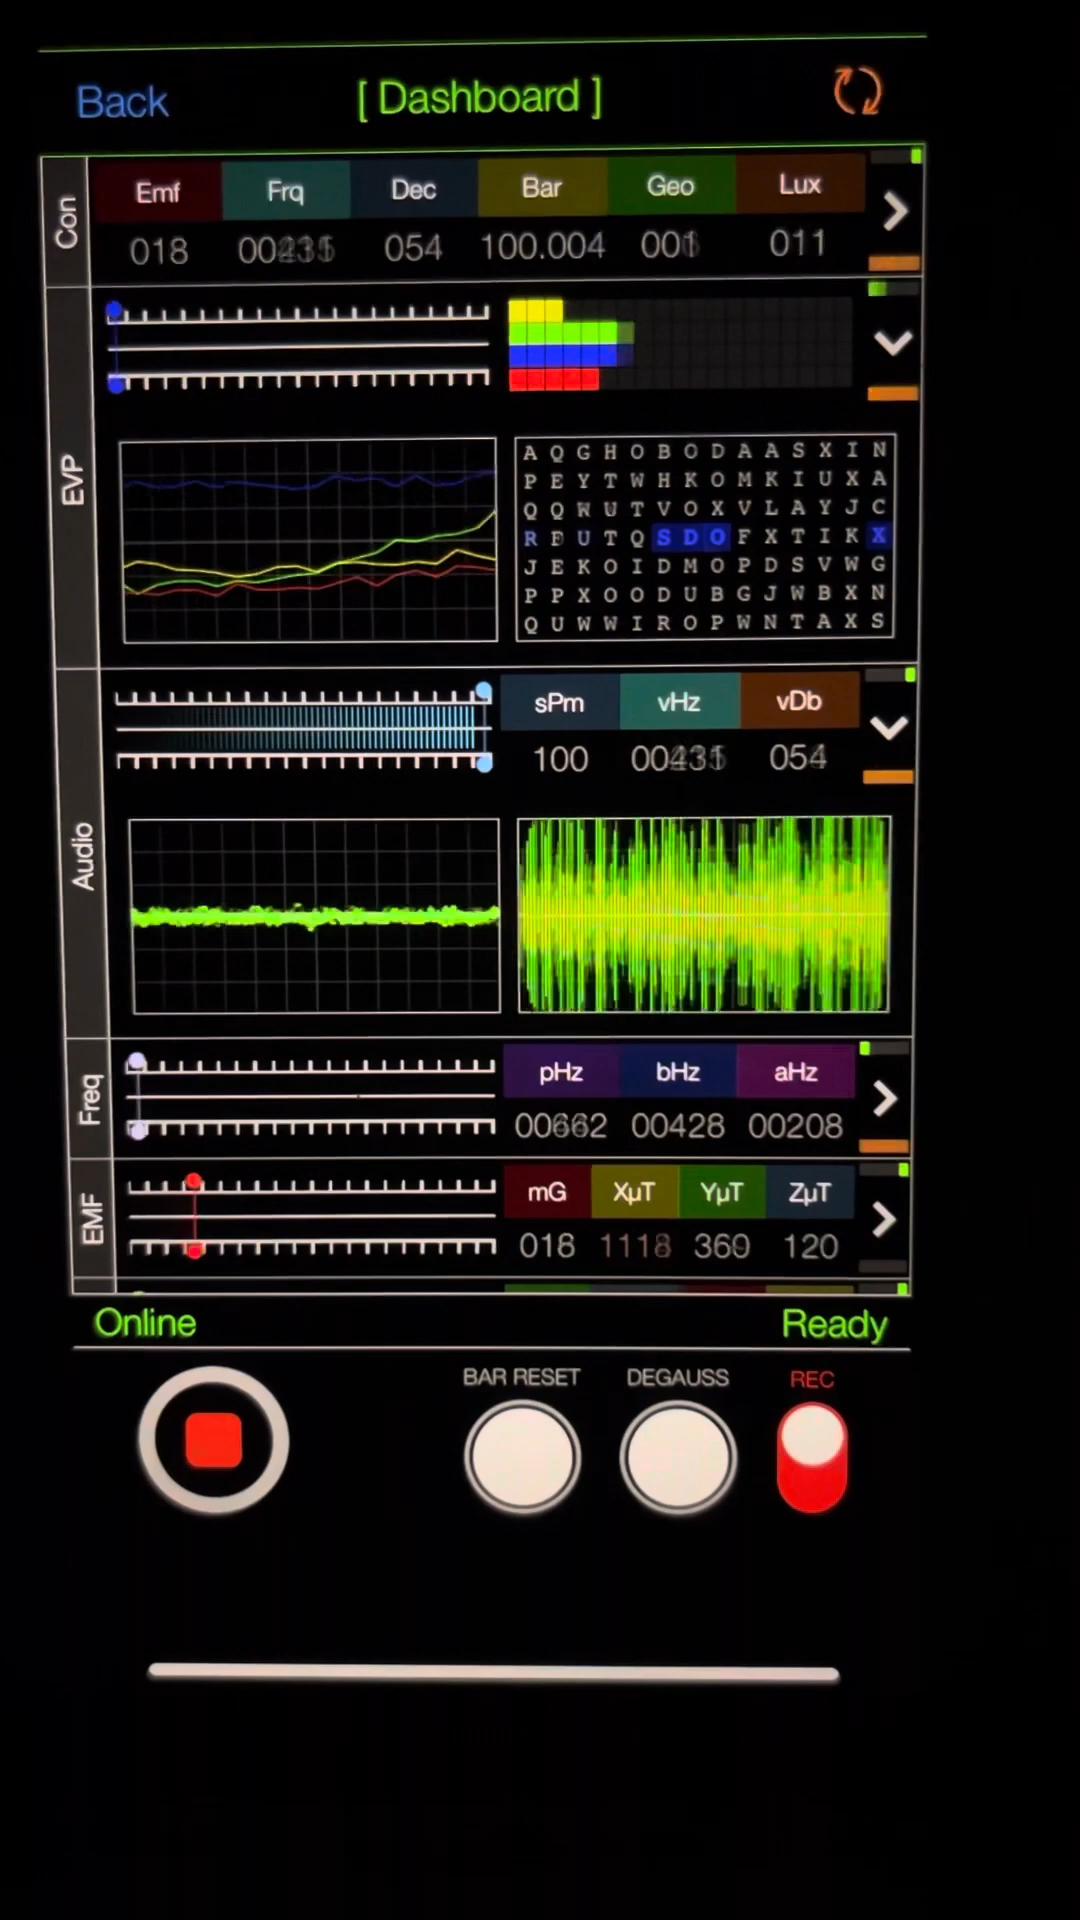 Back
[ Dashboard ]
Con
Emf Frq Dec Bar Geo Lux
018 054 100.004 011
EVP
A Q G H O B O D A A S X I N
P E Y T W H K O M K I U X A
Q Q W U T V O X V L A Y J C
R F U T Q S D O F X T I K X
J E K O I D M O P D S V W G
P P X O O D U B G J W B X N
Q U W W I R O P W N T A X S
Audio
sPm vHz vDb
100 054
Freq
pHz bHz aHz
00662 00428 00208
EMF
mG XµT YµT ZµT
018 1118 369 120
Online
Ready
BAR RESET
DEGAUSS
REC